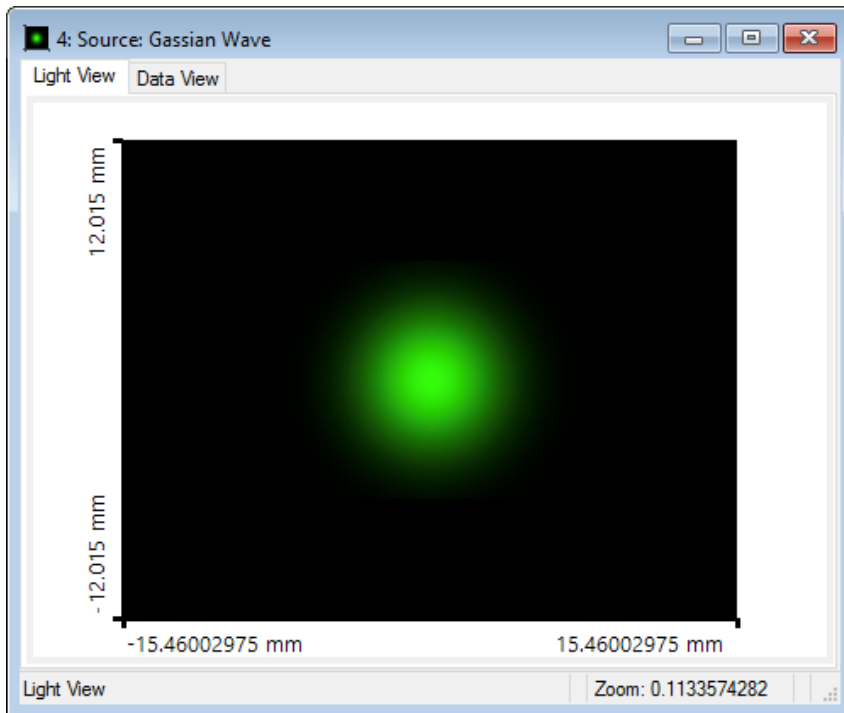 4: Source: Gassian Wave
Light View Data View
12.015 mm
-12.015 mm
-15.46002975 mm 15.46002975 mm
Light View Zoom: 0.1133574282